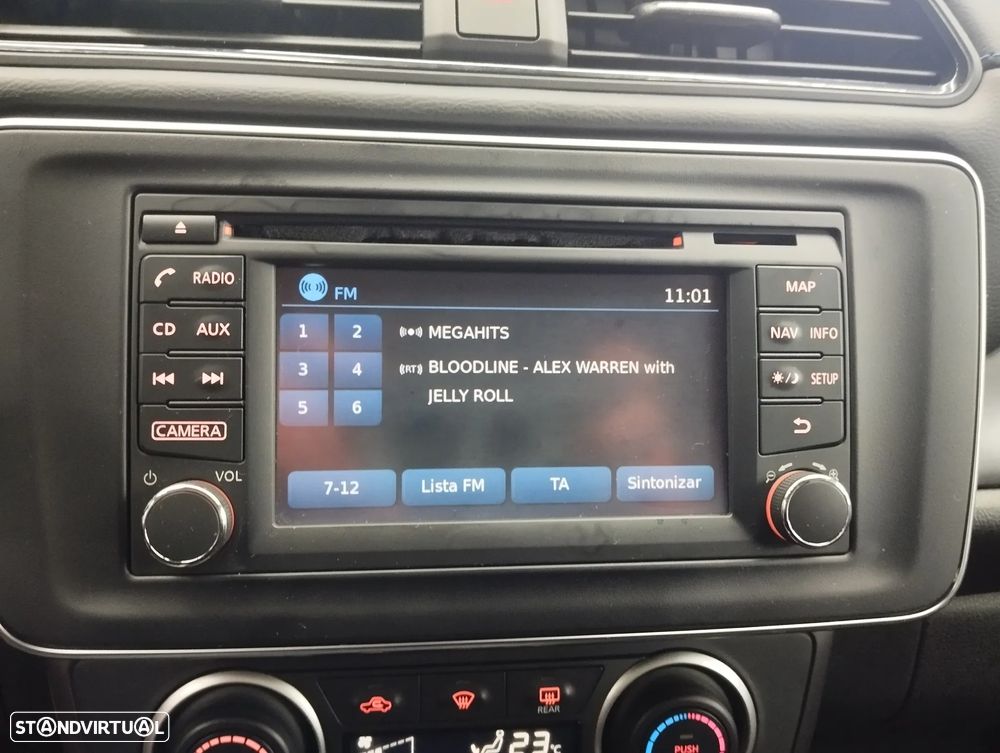 RADIO
CD AUX
CAMERA
VOL
FM 11:01
1 2
3 4
5 6
MEGAHITS
(RT) BLOODLINE - ALEX WARREN with
JELLY ROLL
7-12 Lista FM TA Sintonizar
MAP
NAV INFO
SETUP
REAR
23°C
PUSH
STANDVIRTUAL